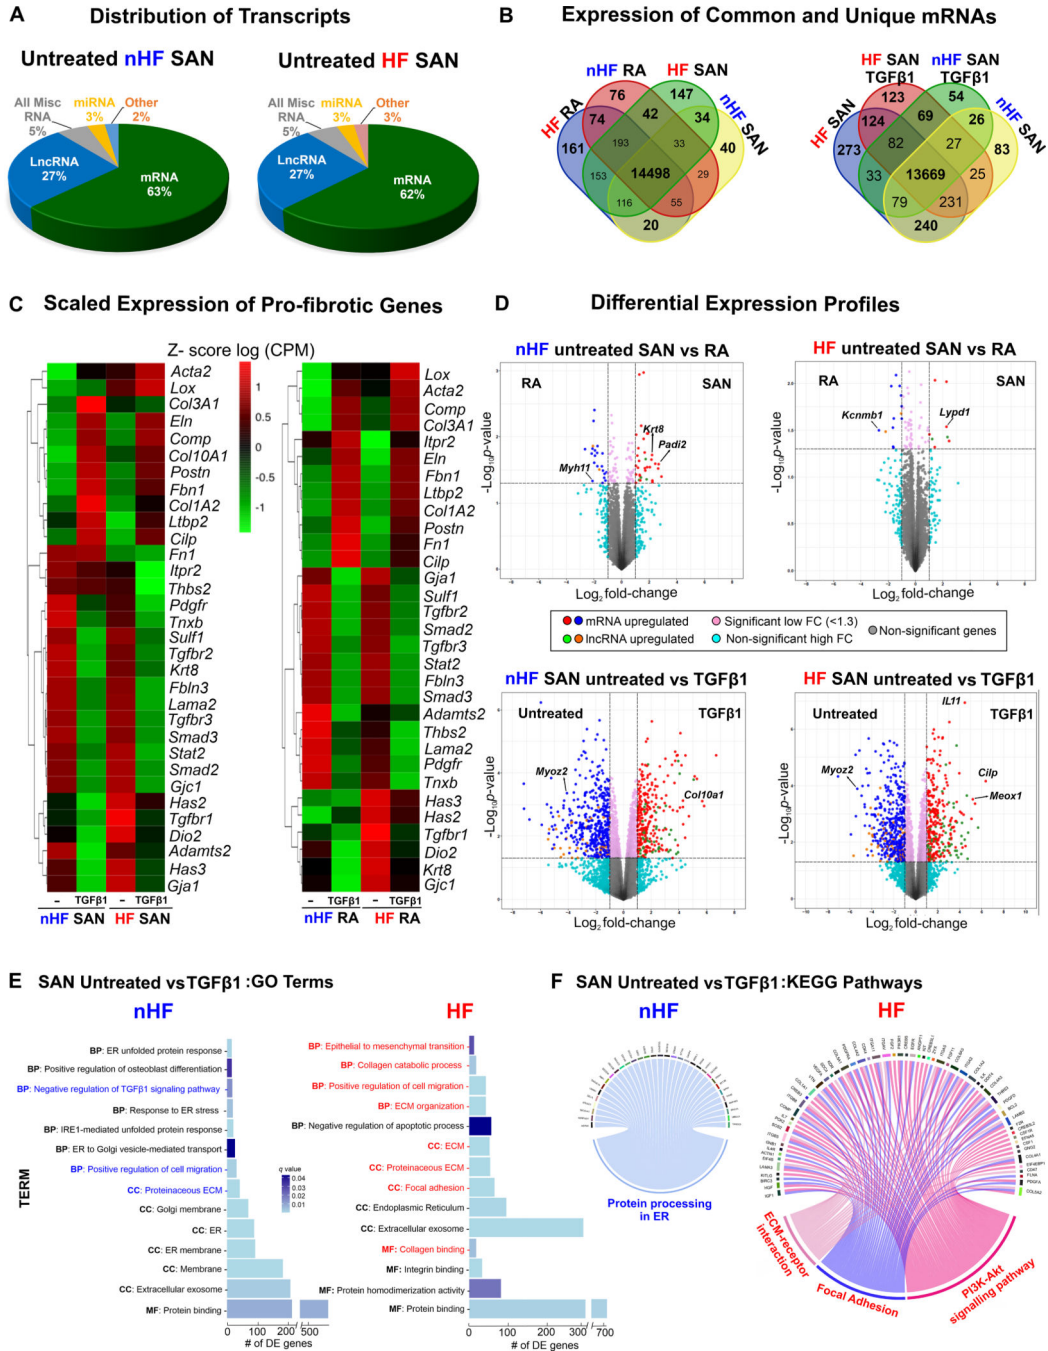 A Distribution of Transcripts
Untreated nHF SAN
Untreated HF SAN
All Misc RNA 5%
miRNA 3%
Other 2%
LncRNA 27%
mRNA 63%
All Misc RNA 5%
miRNA 3%
Other 3%
LncRNA 27%
mRNA 62%
B Expression of Common and Unique mRNAs
nHF RA
HF SAN
HF RA
nHF SAN
76
147
74
42
34
161
193
33
40
153
14498
29
116
55
20
HF SAN TGFβ1
nHF SAN TGFβ1
HF SAN
nHF SAN
123
54
124
69
26
273
82
27
83
33
13669
25
79
231
240
C Scaled Expression of Pro-fibrotic Genes
Z- score log (CPM)
1
0.5
0
-0.5
-1
Acta2
Lox
Col3A1
Eln
Comp
Col10A1
Postn
Fbn1
Col1A2
Ltbp2
Cilp
Fn1
Itpr2
Thbs2
Pdgfr
Tnxb
Sulf1
Tgfbr2
Krt8
Fbln3
Lama2
Tgfbr3
Smad3
Stat2
Smad2
Gjc1
Has2
Tgfbr1
Dio2
Adamts2
Has3
Gja1
– TGFβ1 – TGFβ1
nHF SAN HF SAN
Lox
Acta2
Comp
Col3A1
Itpr2
Eln
Fbn1
Ltbp2
Col1A2
Postn
Fn1
Cilp
Gja1
Sulf1
Tgfbr2
Smad2
Tgfbr3
Stat2
Fbln3
Smad3
Adamts2
Thbs2
Lama2
Pdgfr
Tnxb
Has3
Has2
Tgfbr1
Dio2
Krt8
Gjc1
– TGFβ1 – TGFβ1
nHF RA HF RA
D Differential Expression Profiles
nHF untreated SAN vs RA
RA
SAN
Krt8
Padi2
Myh11
-Log10p-value
Log2 fold-change
HF untreated SAN vs RA
RA
SAN
Kcnmb1
Lypd1
-Log10p-value
Log2 fold-change
mRNA upregulated
Significant low FC (<1.3)
Non-significant genes
lncRNA upregulated
Non-significant high FC
nHF SAN untreated vs TGFβ1
Untreated
TGFβ1
Myoz2
Col10a1
-Log10p-value
Log2 fold-change
HF SAN untreated vs TGFβ1
IL11
Untreated
TGFβ1
Myoz2
Cilp
Meox1
-Log10p-value
Log2 fold-change
E SAN Untreated vs TGFβ1 :GO Terms
nHF
TERM
BP: ER unfolded protein response
BP: Positive regulation of osteoblast differentiation
BP: Negative regulation of TGFβ1 signaling pathway
BP: Response to ER stress
BP: IRE1-mediated unfolded protein response
BP: ER to Golgi vesicle-mediated transport
BP: Positive regulation of cell migration
CC: Proteinaceous ECM
CC: Golgi membrane
CC: ER
CC: ER membrane
CC: Membrane
CC: Extracellular exosome
MF: Protein binding
q value
0.04
0.03
0.02
0.01
0 100 200 500
# of DE genes
HF
BP: Epithelial to mesenchymal transition
BP: Collagen catabolic process
BP: Positive regulation of cell migration
BP: ECM organization
BP: Negative regulation of apoptotic process
CC: ECM
CC: Proteinaceous ECM
CC: Focal adhesion
CC: Endoplasmic Reticulum
CC: Extracellular exosome
MF: Collagen binding
MF: Integrin binding
MF: Protein homodimerization activity
MF: Protein binding
0 100 200 300 700
# of DE genes
F SAN Untreated vs TGFβ1:KEGG Pathways
nHF
Protein processing in ER
HF
ECM-receptor interaction
Focal Adhesion
PI3K-Akt signalling pathway